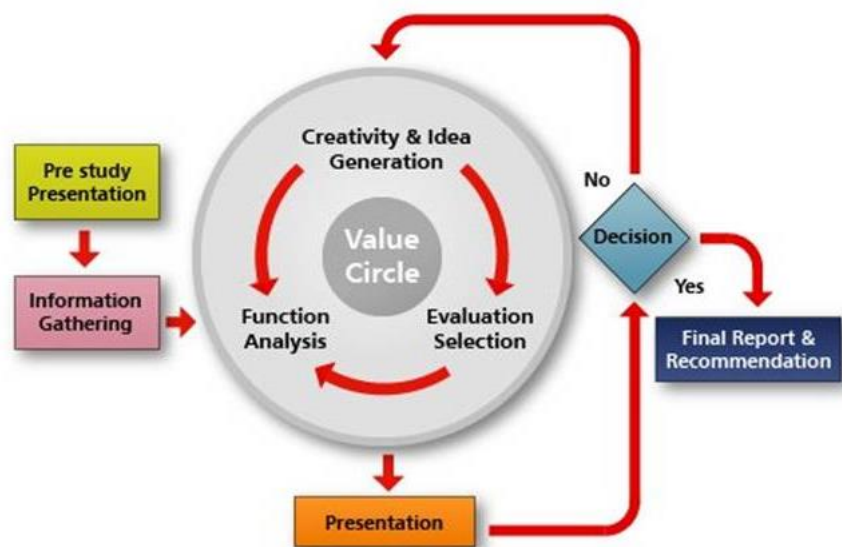 Pre study
Presentation
Information
Gathering
Creativity & Idea
Generation
Value
Circle
Function
Analysis
Evaluation
Selection
Presentation
No
Decision
Yes
Final Report &
Recommendation